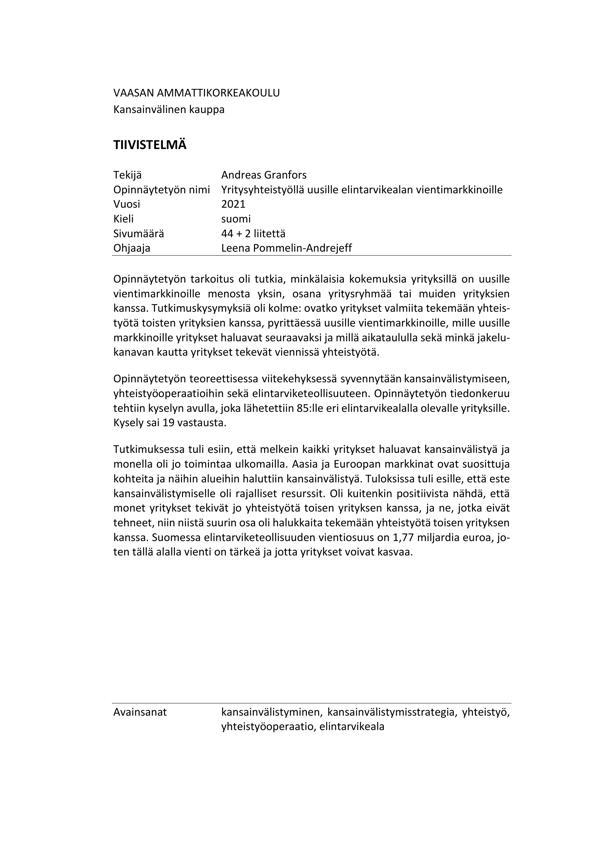 VAASAN AMMATTIKORKEAKOULU
Kansainvälinen kauppa
TIIVISTELMÄ
Tekijä Andreas Granfors
Opinnäytetyön nimi Yritysyhteistyöllä uusille elintarvikealan vientimarkkinoille
Vuosi 2021
Kieli suomi
Sivumäärä 44 + 2 liitettä
Ohjaaja Leena Pommelin-Andrejeff
Opinnäytetyön tarkoitus oli tutkia, minkälaisia kokemuksia yrityksillä on uusille
vientimarkkinoille menosta yksin, osana yritysryhmää tai muiden yrityksien
kanssa. Tutkimuskysymyksiä oli kolme: ovatko yritykset valmiita tekemään yhteis-
työtä toisten yrityksien kanssa, pyrittäessä uusille vientimarkkinoille, mille uusille
markkinoille yritykset haluavat seuraavaksi ja millä aikataululla sekä minkä jakelu-
kanavan kautta yritykset tekevät viennissä yhteistyötä.
Opinnäytetyön teoreettisessa viitekehyksessä syvennytään kansainvälistymiseen,
yhteistyöoperaatioihin sekä elintarviketeollisuuteen. Opinnäytetyön tiedonkeruu
tehtiin kyselyn avulla, joka lähetettiin 85:lle eri elintarvikealalla olevalle yrityksille.
Kysely sai 19 vastausta.
Tutkimuksessa tuli esiin, että melkein kaikki yritykset haluavat kansainvälistyä ja
monella oli jo toimintaa ulkomailla. Aasia ja Euroopan markkinat ovat suosittuja
kohteita ja näihin alueihin haluttiin kansainvälistyä. Tuloksissa tuli esille, että este
kansainvälistymiselle oli rajalliset resurssit. Oli kuitenkin positiivista nähdä, että
monet yritykset tekivät jo yhteistyötä toisen yrityksen kanssa, ja ne, jotka eivät
tehneet, niin niistä suurin osa oli halukkaita tekemään yhteistyötä toisen yrityksen
kanssa. Suomessa elintarviketeollisuuden vientiosuus on 1,77 miljardia euroa, jo-
ten tällä alalla vienti on tärkeä ja jotta yritykset voivat kasvaa.
Avainsanat kansainvälistyminen, kansainvälistymisstrategia, yhteistyö,
yhteistyöoperaatio, elintarvikeala